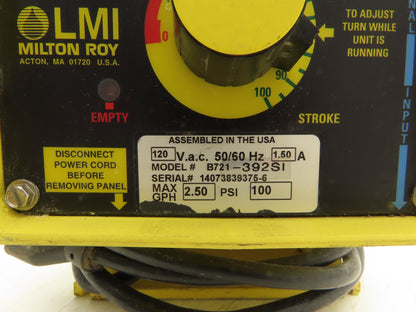 LMI
MILTON ROY
ACTON, MA 01720 U.S.A.
EMPTY
0
90
100
STROKE
TO ADJUST
TURN WHILE
UNIT IS
RUNNING
NAL
INPUT
DISCONNECT
POWER CORD
BEFORE
REMOVING PANEL
ASSEMBLED IN THE USA
120 V.a.c. 50/60 Hz 1.50 A
MODEL # B721-392SI
SERIAL# 14073839375-6
MAX GPH 2.50 PSI 100